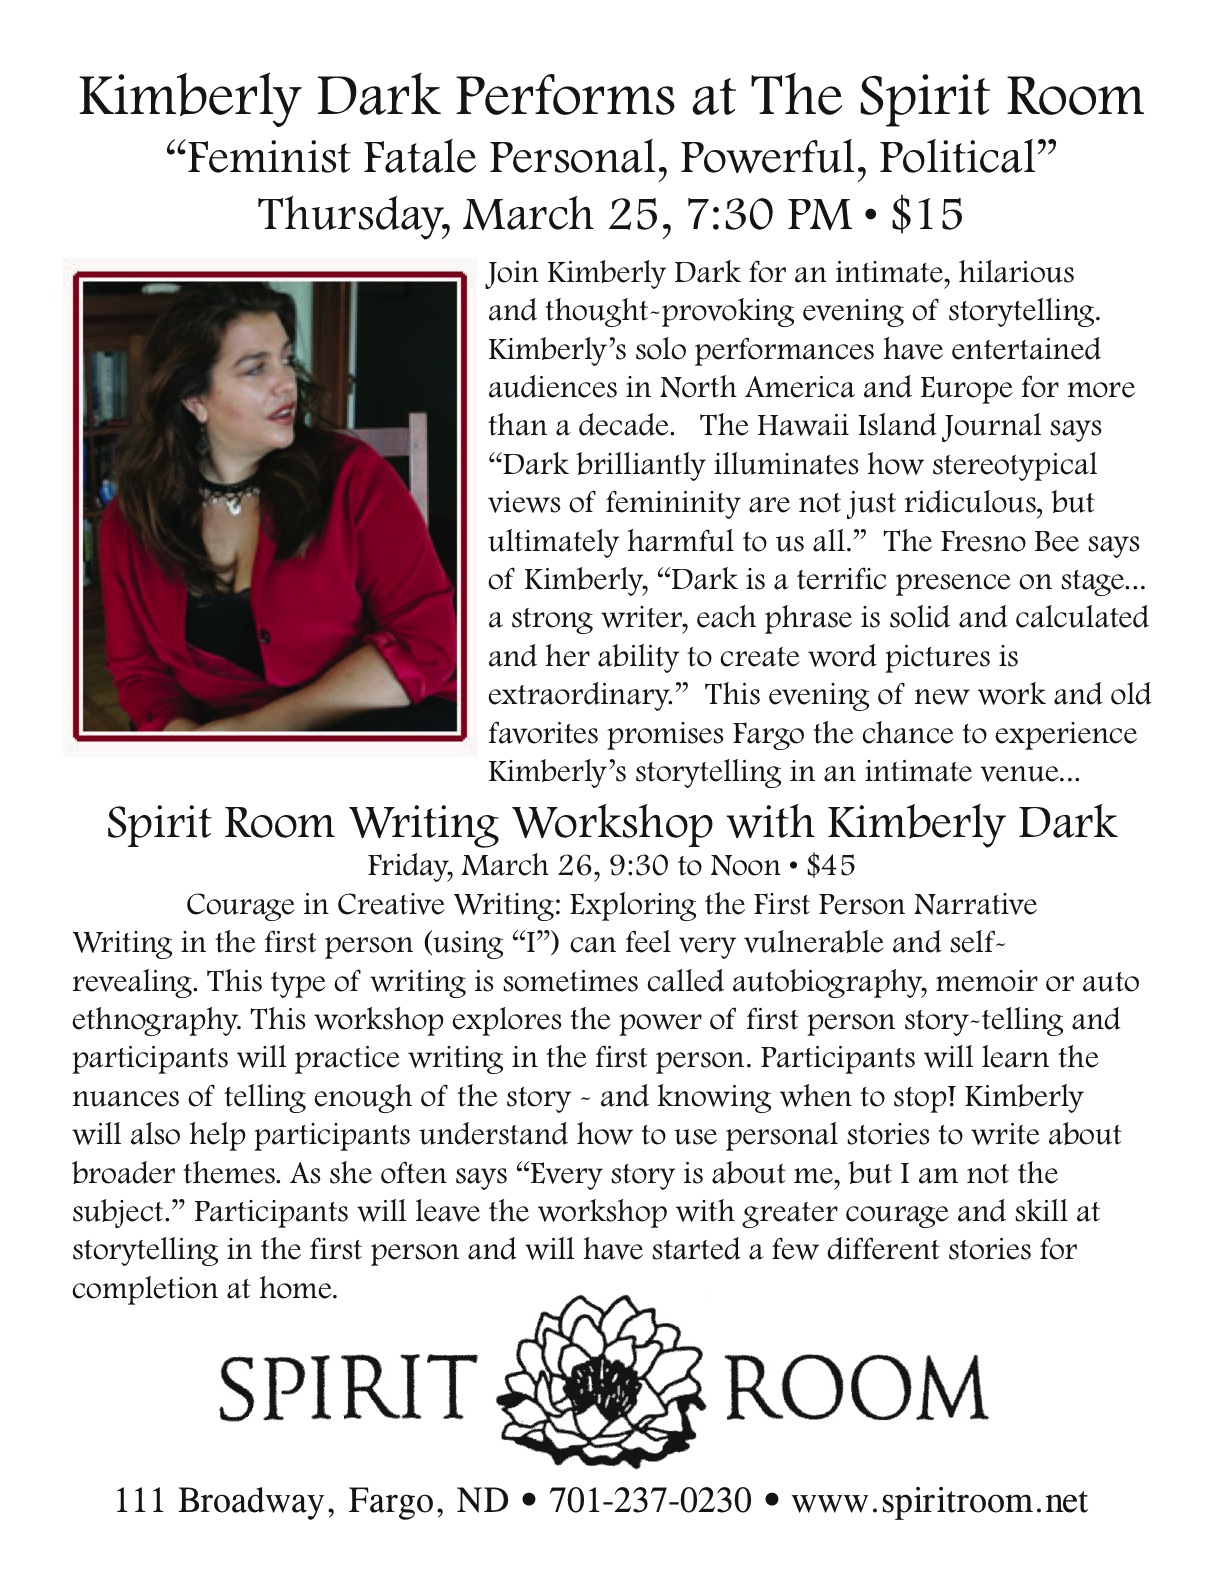 Kimberly Dark Performs at The Spirit Room
“Feminist Fatale Personal, Powerful, Political”
Thursday, March 25, 7:30 PM • $15
Join Kimberly Dark for an intimate, hilarious
and thought-provoking evening of storytelling.
Kimberly’s solo performances have entertained
audiences in North America and Europe for more
than a decade.   The Hawaii Island Journal says
“Dark brilliantly illuminates how stereotypical
views of femininity are not just ridiculous, but
ultimately harmful to us all.”  The Fresno Bee says
of Kimberly, “Dark is a terrific presence on stage...
a strong writer, each phrase is solid and calculated
and her ability to create word pictures is
extraordinary.”  This evening of new work and old
favorites promises Fargo the chance to experience
Kimberly’s storytelling in an intimate venue...
Spirit Room Writing Workshop with Kimberly Dark
Friday, March 26, 9:30 to Noon • $45
Courage in Creative Writing: Exploring the First Person Narrative
Writing in the first person (using “I”) can feel very vulnerable and self-
revealing. This type of writing is sometimes called autobiography, memoir or auto
ethnography. This workshop explores the power of first person story-telling and
participants will practice writing in the first person. Participants will learn the
nuances of telling enough of the story - and knowing when to stop! Kimberly
will also help participants understand how to use personal stories to write about
broader themes. As she often says “Every story is about me, but I am not the
subject.” Participants will leave the workshop with greater courage and skill at
storytelling in the first person and will have started a few different stories for
completion at home.
SPIRIT ROOM
111 Broadway, Fargo, ND • 701-237-0230 • www.spiritroom.net